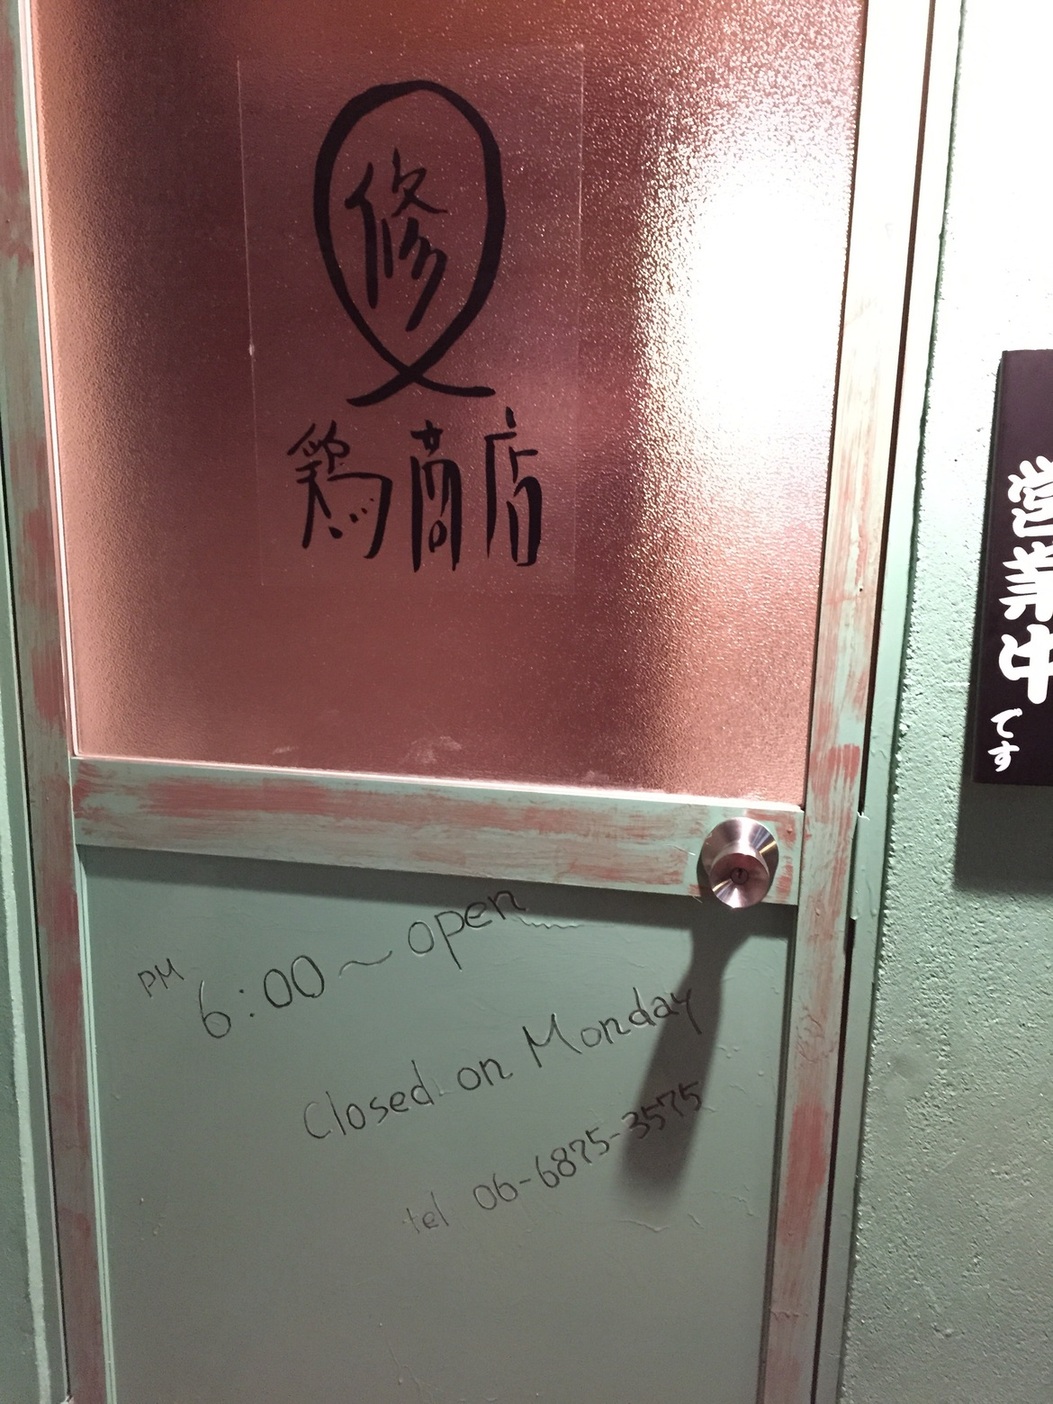 修
鶏商店
営業中
です
PM 6:00〜open
Closed on Monday
tel 06-6875-3575